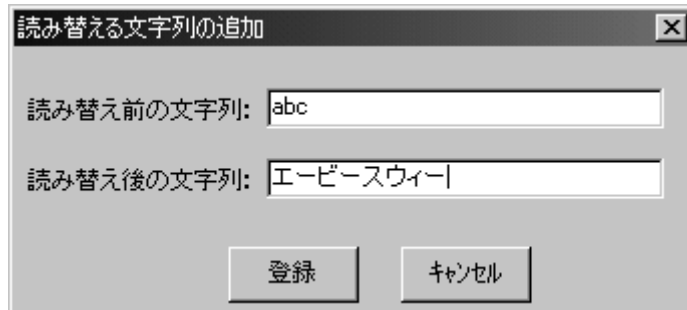 読み替える文字列の追加
読み替え前の文字列: abc
読み替え後の文字列: エービースウィー
登録 ｷｬﾝｾﾙ